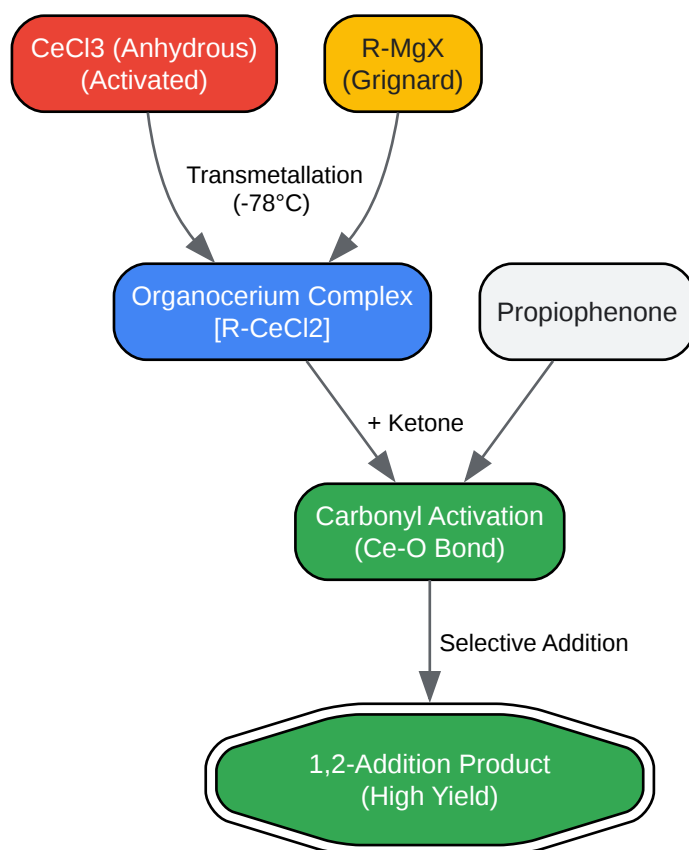 CeCl3 (Anhydrous)
(Activated)
R-MgX
(Grignard)
Transmetallation
(-78°C)
Organocerium Complex
[R-CeCl2]
Propiophenone
+ Ketone
Carbonyl Activation
(Ce-O Bond)
Selective Addition
1,2-Addition Product
(High Yield)